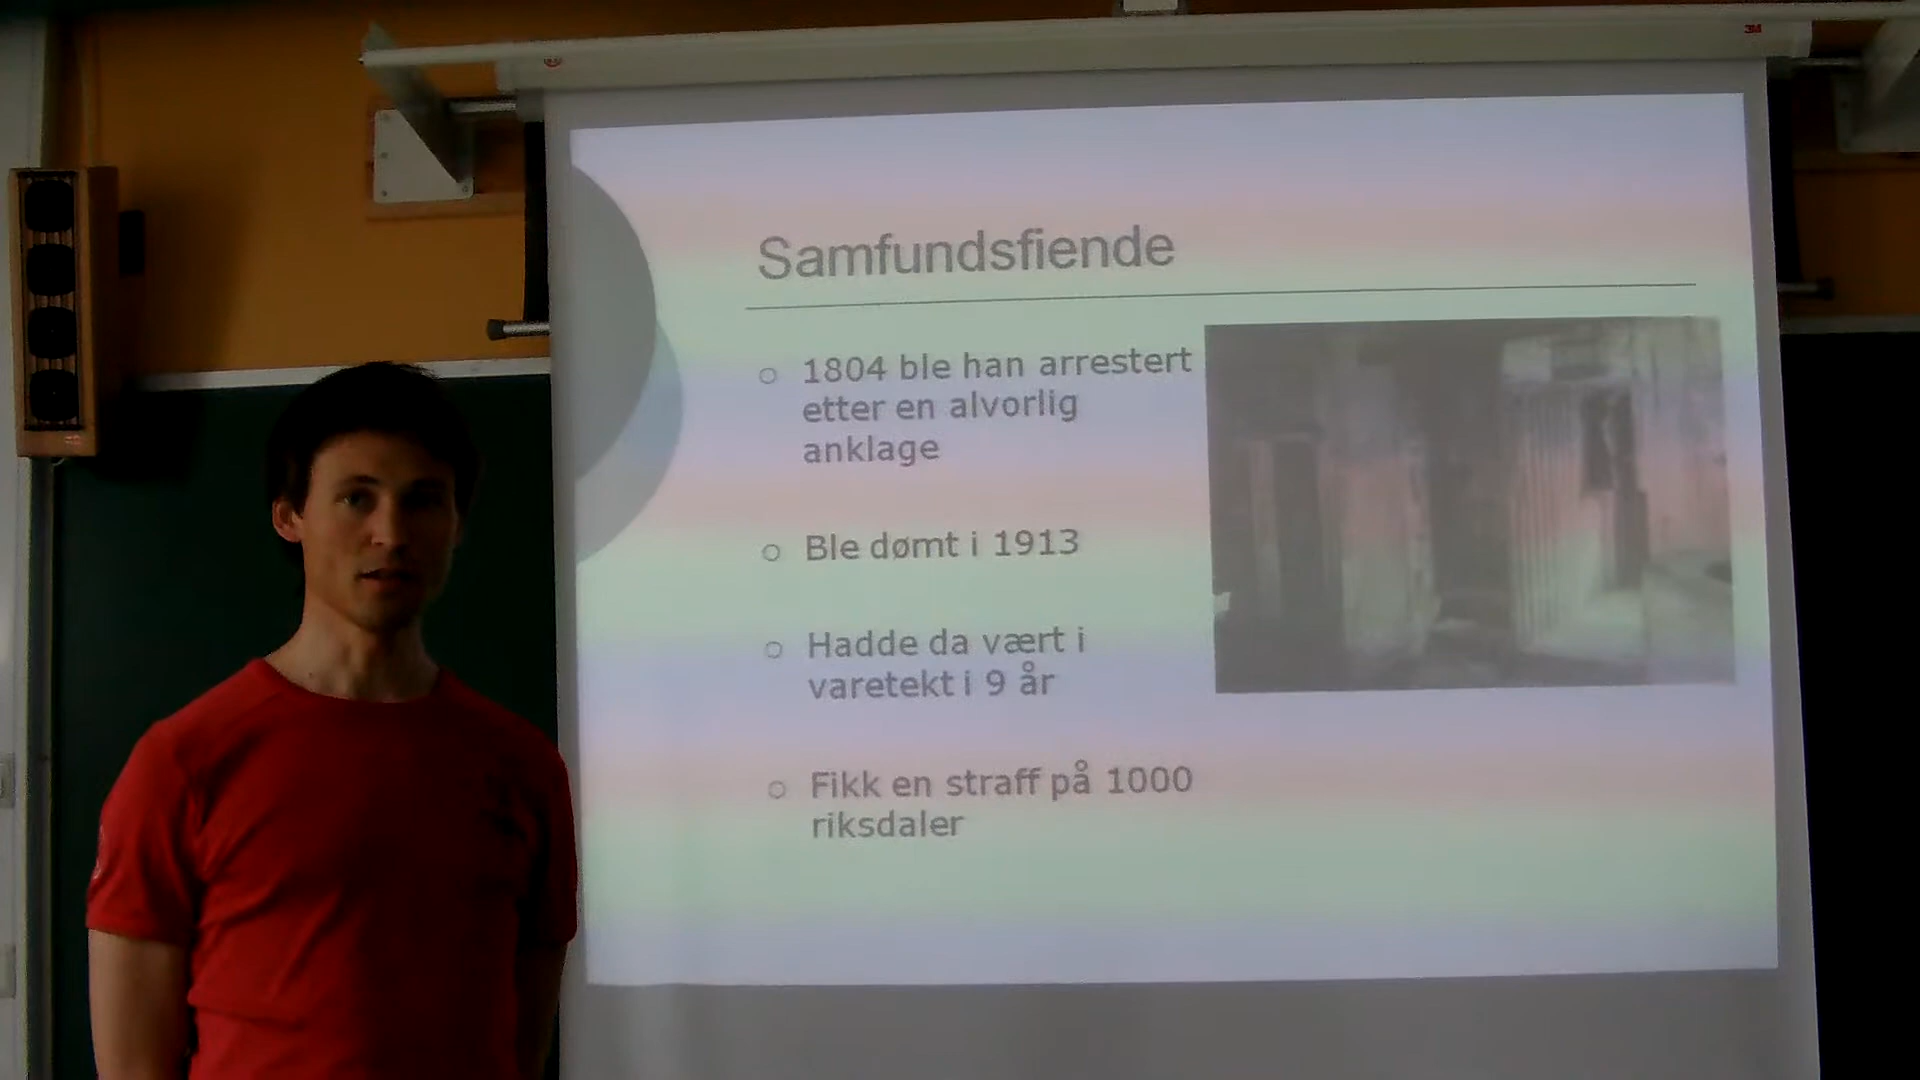 3M
Samfundsfiende
1804 ble han arrestert
etter en alvorlig
anklage
Ble dømt i 1913
Hadde da vært i
varetekt i 9 år
Fikk en straff på 1000
riksdaler